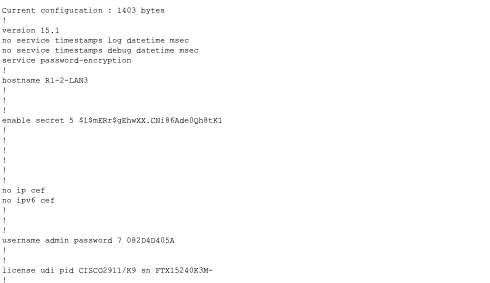 Current configuration : 1403 bytes
!
version 15.1
no service timestamps log datetime msec
no service timestamps debug datetime msec
service password-encryption
!
hostname R1-2-LAN3
!
!
!
enable secret 5 $1$mERr$gEhwXX.CNi86Ade0Qh8tK1
!
!
!
!
!
!
no ip cef
no ipv6 cef
!
!
!
username admin password 7 082D4D405A
!
!
license udi pid CISCO2911/K9 sn FTX15240K3M-
!